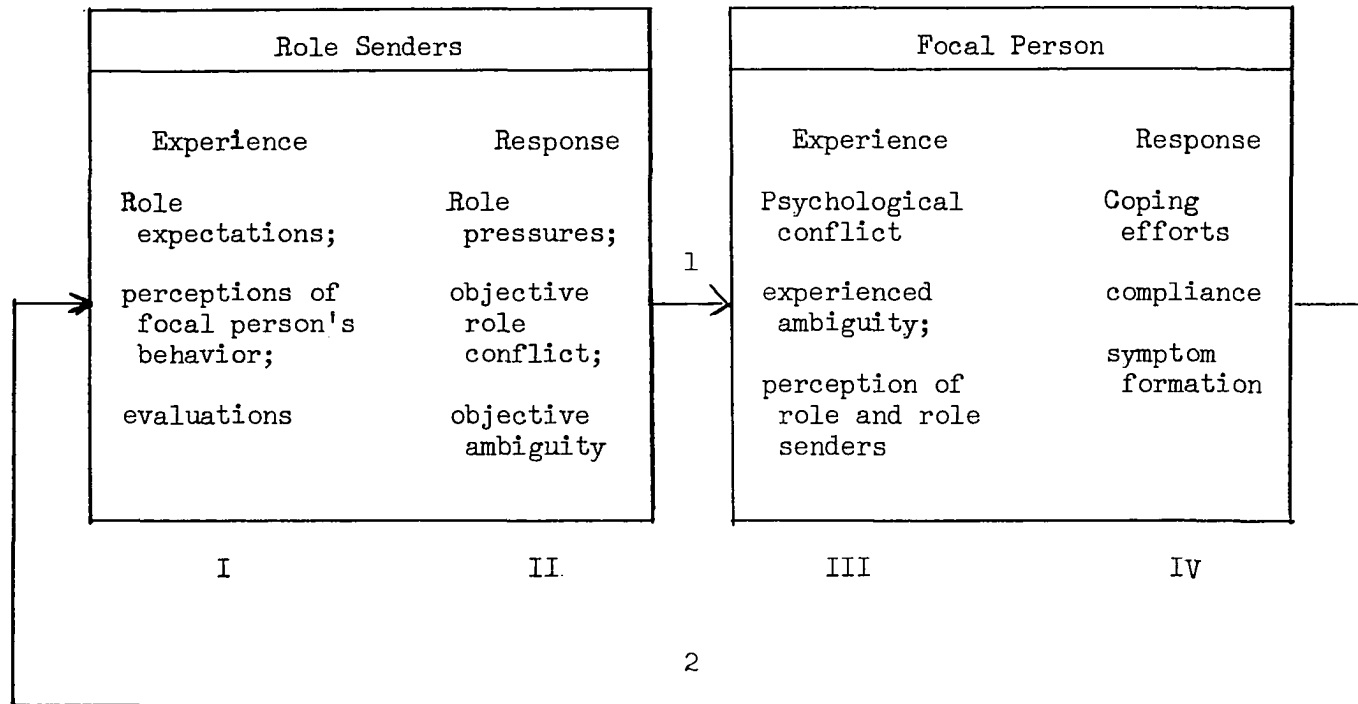 Role Senders
Experience
Response
Role
expectations;
perceptions of
focal person's
behavior;
evaluations
Role
pressures;
objective
role
conflict;
objective
ambiguity
1
Focal Person
Experience
Response
Psychological
conflict
experienced
ambiguity;
perception of
role and role
senders
Coping
efforts
compliance
symptom
formation
I
II
III
IV
2